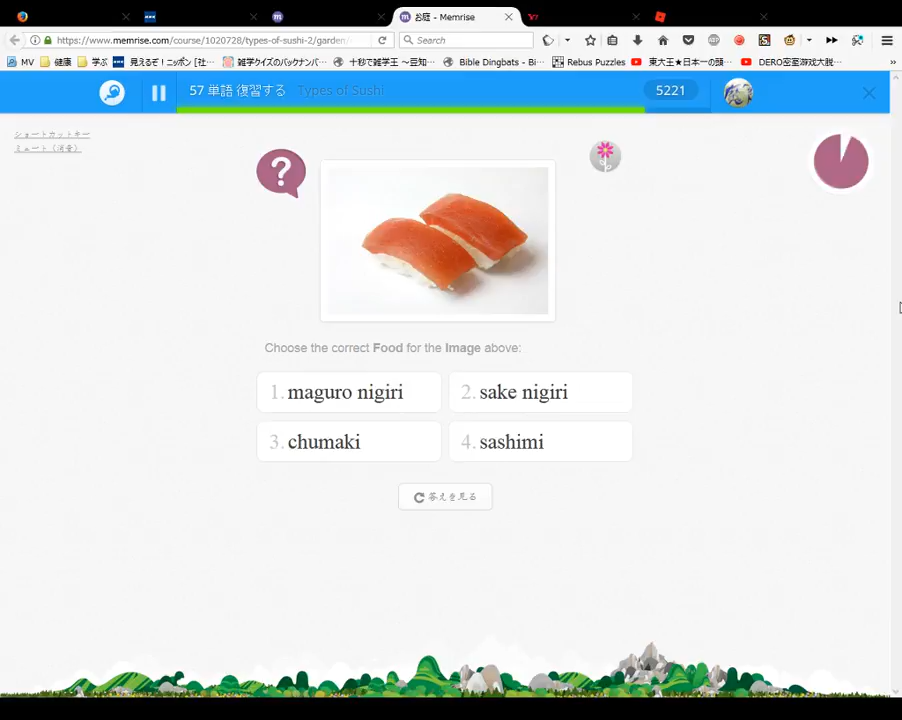 お庭 - Memrise
https://www.memrise.com/course/1020728/types-of-sushi-2/garden/
Search
MV
健康
学ぶ
見えるぞ！ニッポン [社...
雑学クイズのバックナンバ...
十秒で雑学王 ～豆知...
Bible Dingbats - Bi...
Rebus Puzzles
東大王★日本一の頭...
DERO密室游戏大脱...
57 単語 復習する Types of Sushi
5221
ショートカットキー
ミュート（消音）
?
Choose the correct Food for the Image above:
1. maguro nigiri
2. sake nigiri
3. chumaki
4. sashimi
答えを見る